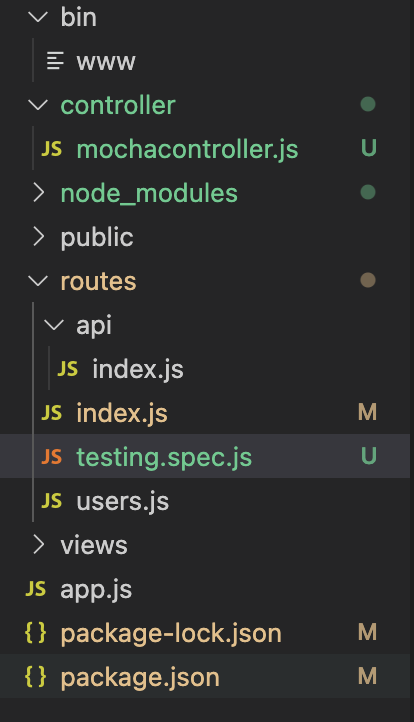 bin
www
controller
JS mochacontroller.js U
node_modules
public
routes
api
JS index.js
JS index.js M
JS testing.spec.js U
JS users.js
views
JS app.js
{} package-lock.json M
{} package.json M